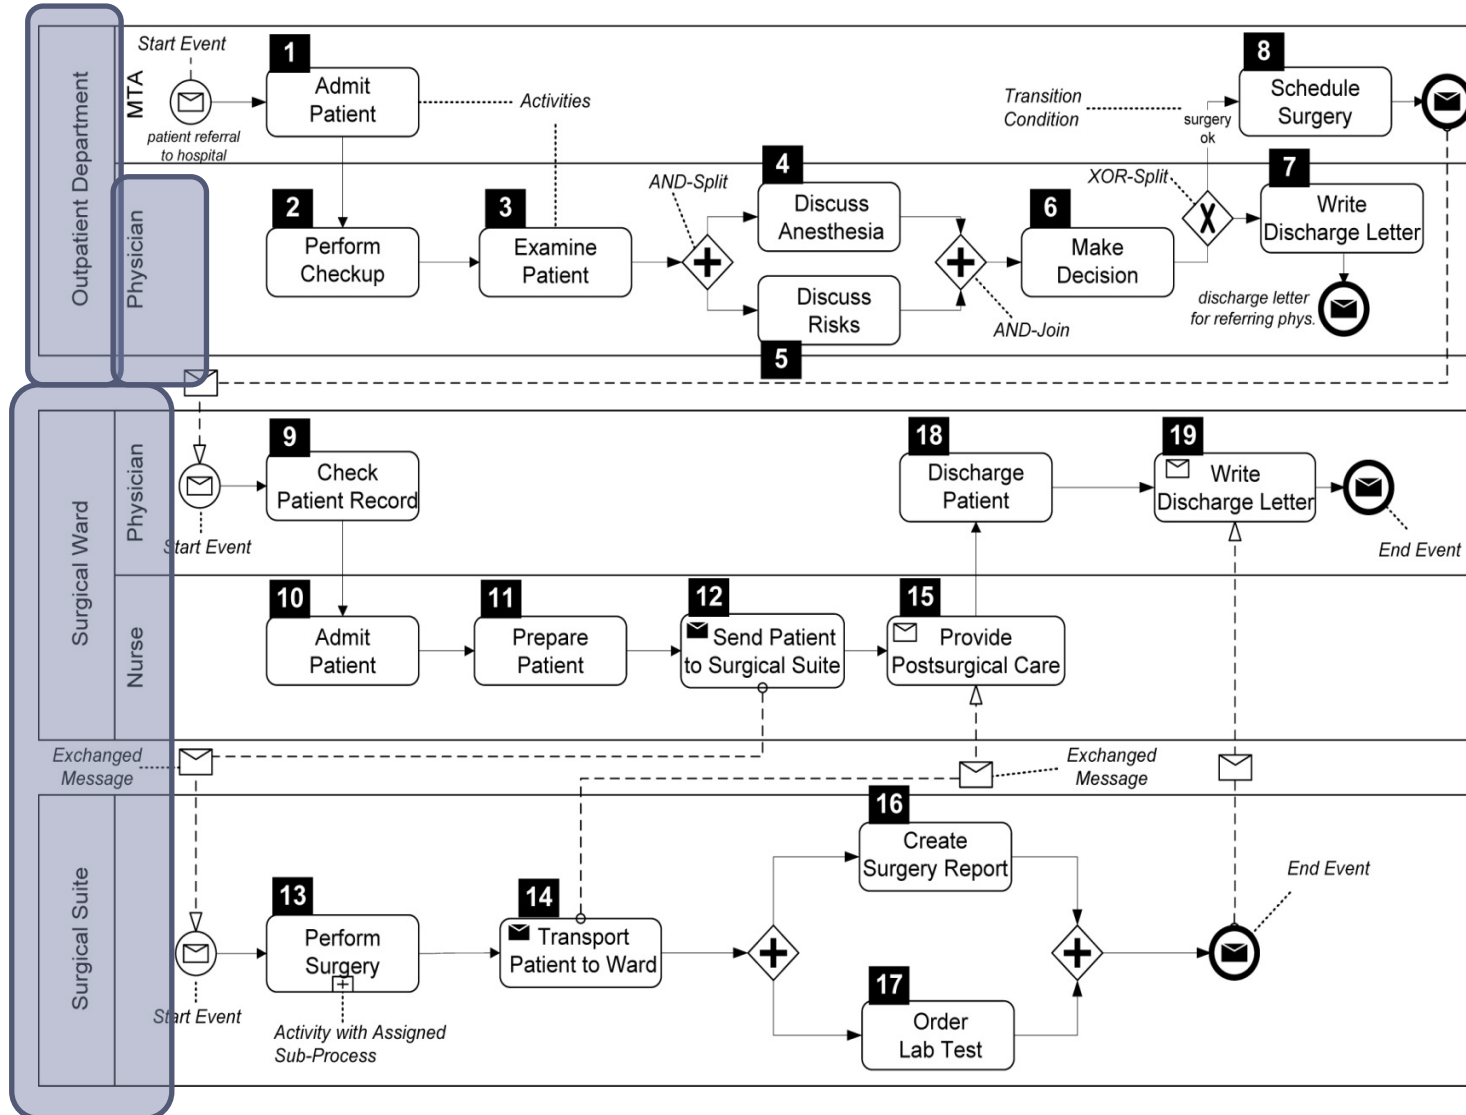 Outpatient Department
MTA
Start Event
patient referral
to hospital
1
Admit
Patient
Activities
Transition
Condition
surgery
ok
8
Schedule
Surgery
Physician
2
Perform
Checkup
3
Examine
Patient
AND-Split
4
Discuss
Anesthesia
Discuss
Risks
5
AND-Join
6
Make
Decision
XOR-Split
X
7
Write
Discharge Letter
discharge letter
for referring phys.
Surgical Ward
Physician
Start Event
9
Check
Patient Record
18
Discharge
Patient
19
Write
Discharge Letter
End Event
Nurse
10
Admit
Patient
11
Prepare
Patient
12
Send Patient
to Surgical Suite
15
Provide
Postsurgical Care
Exchanged
Message
Exchanged
Message
Surgical Suite
Start Event
13
Perform
Surgery
Activity with Assigned
Sub-Process
14
Transport
Patient to Ward
16
Create
Surgery Report
17
Order
Lab Test
End Event